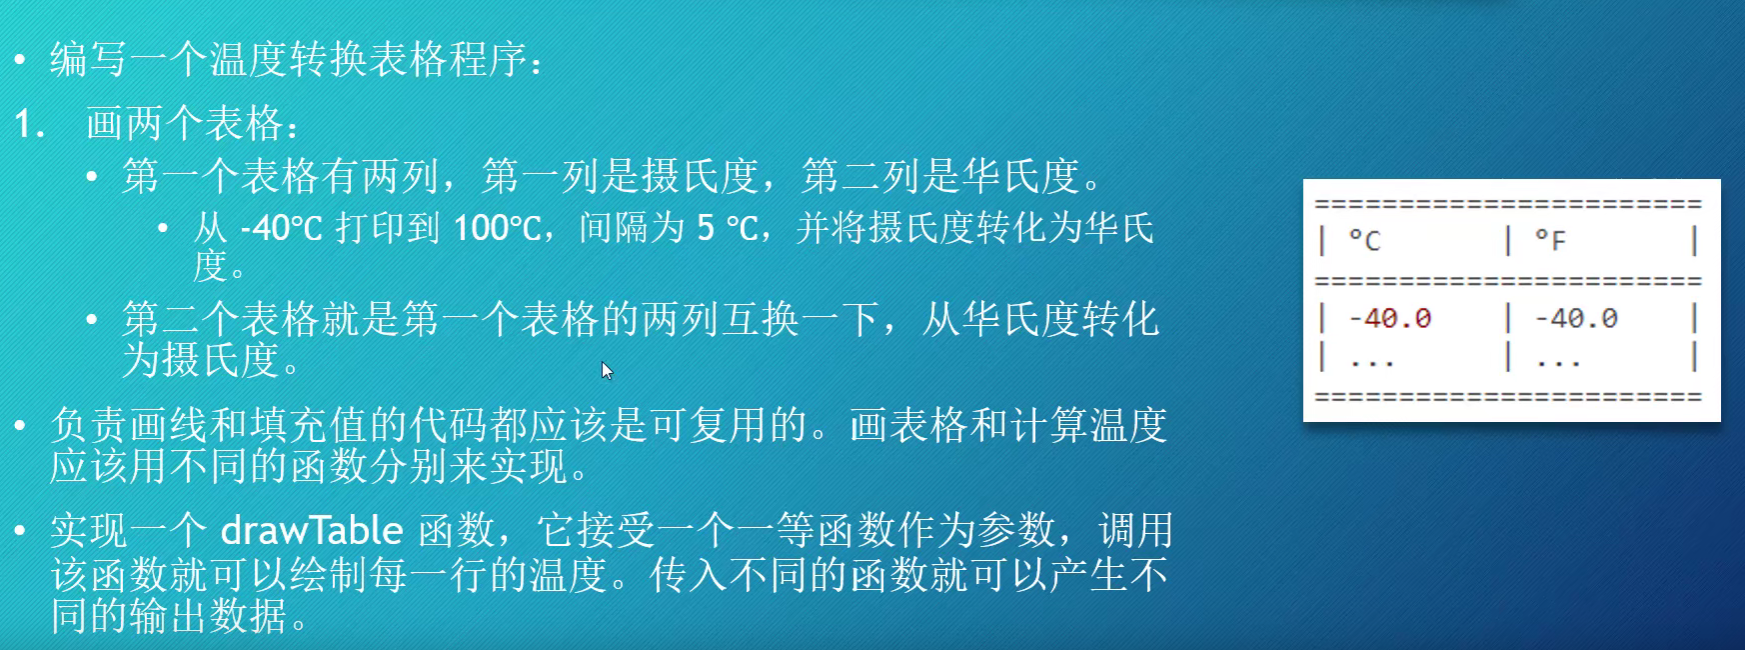 • 编写一个温度转换表格程序：
1. 画两个表格：
• 第一个表格有两列，第一列是摄氏度，第二列是华氏度。
• 从 -40℃ 打印到 100℃，间隔为 5 ℃，并将摄氏度转化为华氏
度。
• 第二个表格就是第一个表格的两列互换一下，从华氏度转化
为摄氏度。
• 负责画线和填充值的代码都应该是可复用的。画表格和计算温度
应该用不同的函数分别来实现。
• 实现一个 drawTable 函数，它接受一个一等函数作为参数，调用
该函数就可以绘制每一行的温度。传入不同的函数就可以产生不
同的输出数据。
=======================
| ºC | ºF |
=======================
| -40.0 | -40.0 |
| ... | ... |
=======================